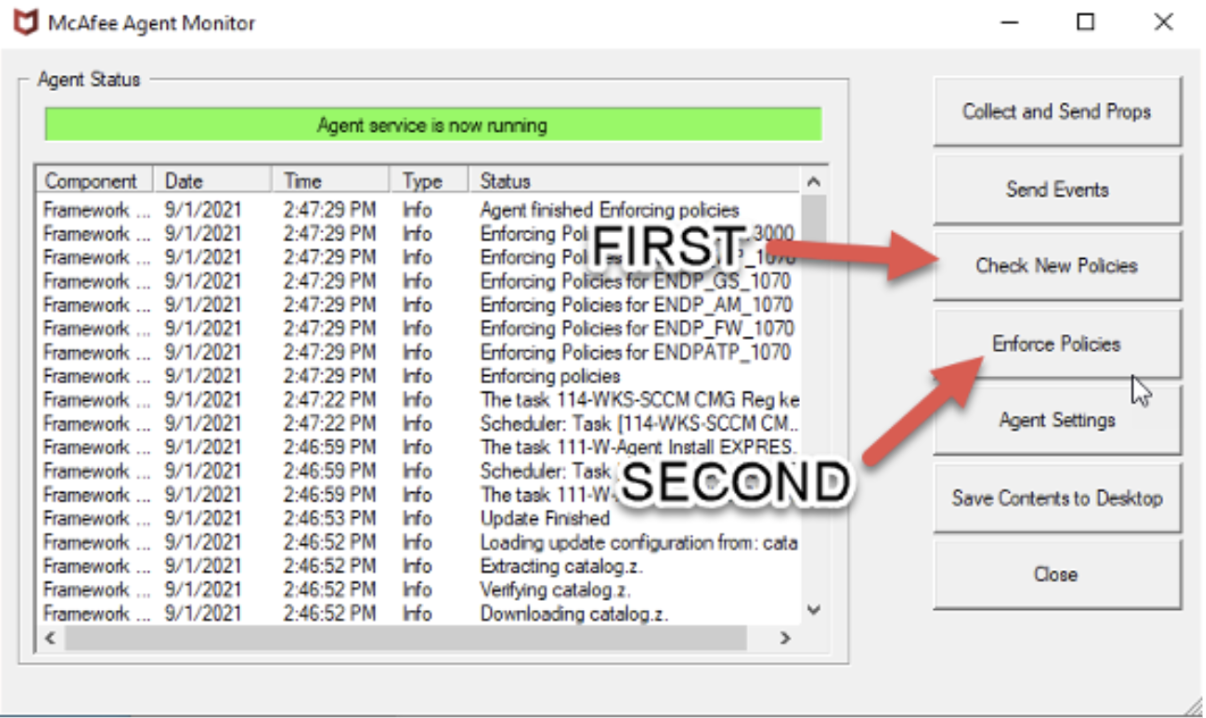 McAfee Agent Monitor
Agent Status
Agent service is now running
Component Date Time Type Status
Framework ... 9/1/2021 2:47:29 PM Info Agent finished Enforcing policies
Framework ... 9/1/2021 2:47:29 PM Info Enforcing Pol 3000
Framework ... 9/1/2021 2:47:29 PM Info Enforcing Pol P_1070
Framework ... 9/1/2021 2:47:29 PM Info Enforcing Policies for ENDP_GS_1070
Framework ... 9/1/2021 2:47:29 PM Info Enforcing Policies for ENDP_AM_1070
Framework ... 9/1/2021 2:47:29 PM Info Enforcing Policies for ENDP_FW_1070
Framework ... 9/1/2021 2:47:29 PM Info Enforcing Policies for ENDPATP_1070
Framework ... 9/1/2021 2:47:29 PM Info Enforcing policies
Framework ... 9/1/2021 2:47:22 PM Info The task 114-WKS-SCCM CMG Reg ke
Framework ... 9/1/2021 2:47:22 PM Info Scheduler: Task [114-WKS-SCCM CM...
Framework ... 9/1/2021 2:46:59 PM Info The task 111-W-Agent Install EXPRES...
Framework ... 9/1/2021 2:46:59 PM Info Scheduler: Task
Framework ... 9/1/2021 2:46:59 PM Info The task 111-W-
Framework ... 9/1/2021 2:46:53 PM Info Update Finished
Framework ... 9/1/2021 2:46:52 PM Info Loading update configuration from: cata
Framework ... 9/1/2021 2:46:52 PM Info Extracting catalog.z.
Framework ... 9/1/2021 2:46:52 PM Info Verifying catalog.z.
Framework ... 9/1/2021 2:46:52 PM Info Downloading catalog.z.
FIRST
SECOND
Collect and Send Props
Send Events
Check New Policies
Enforce Policies
Agent Settings
Save Contents to Desktop
Close